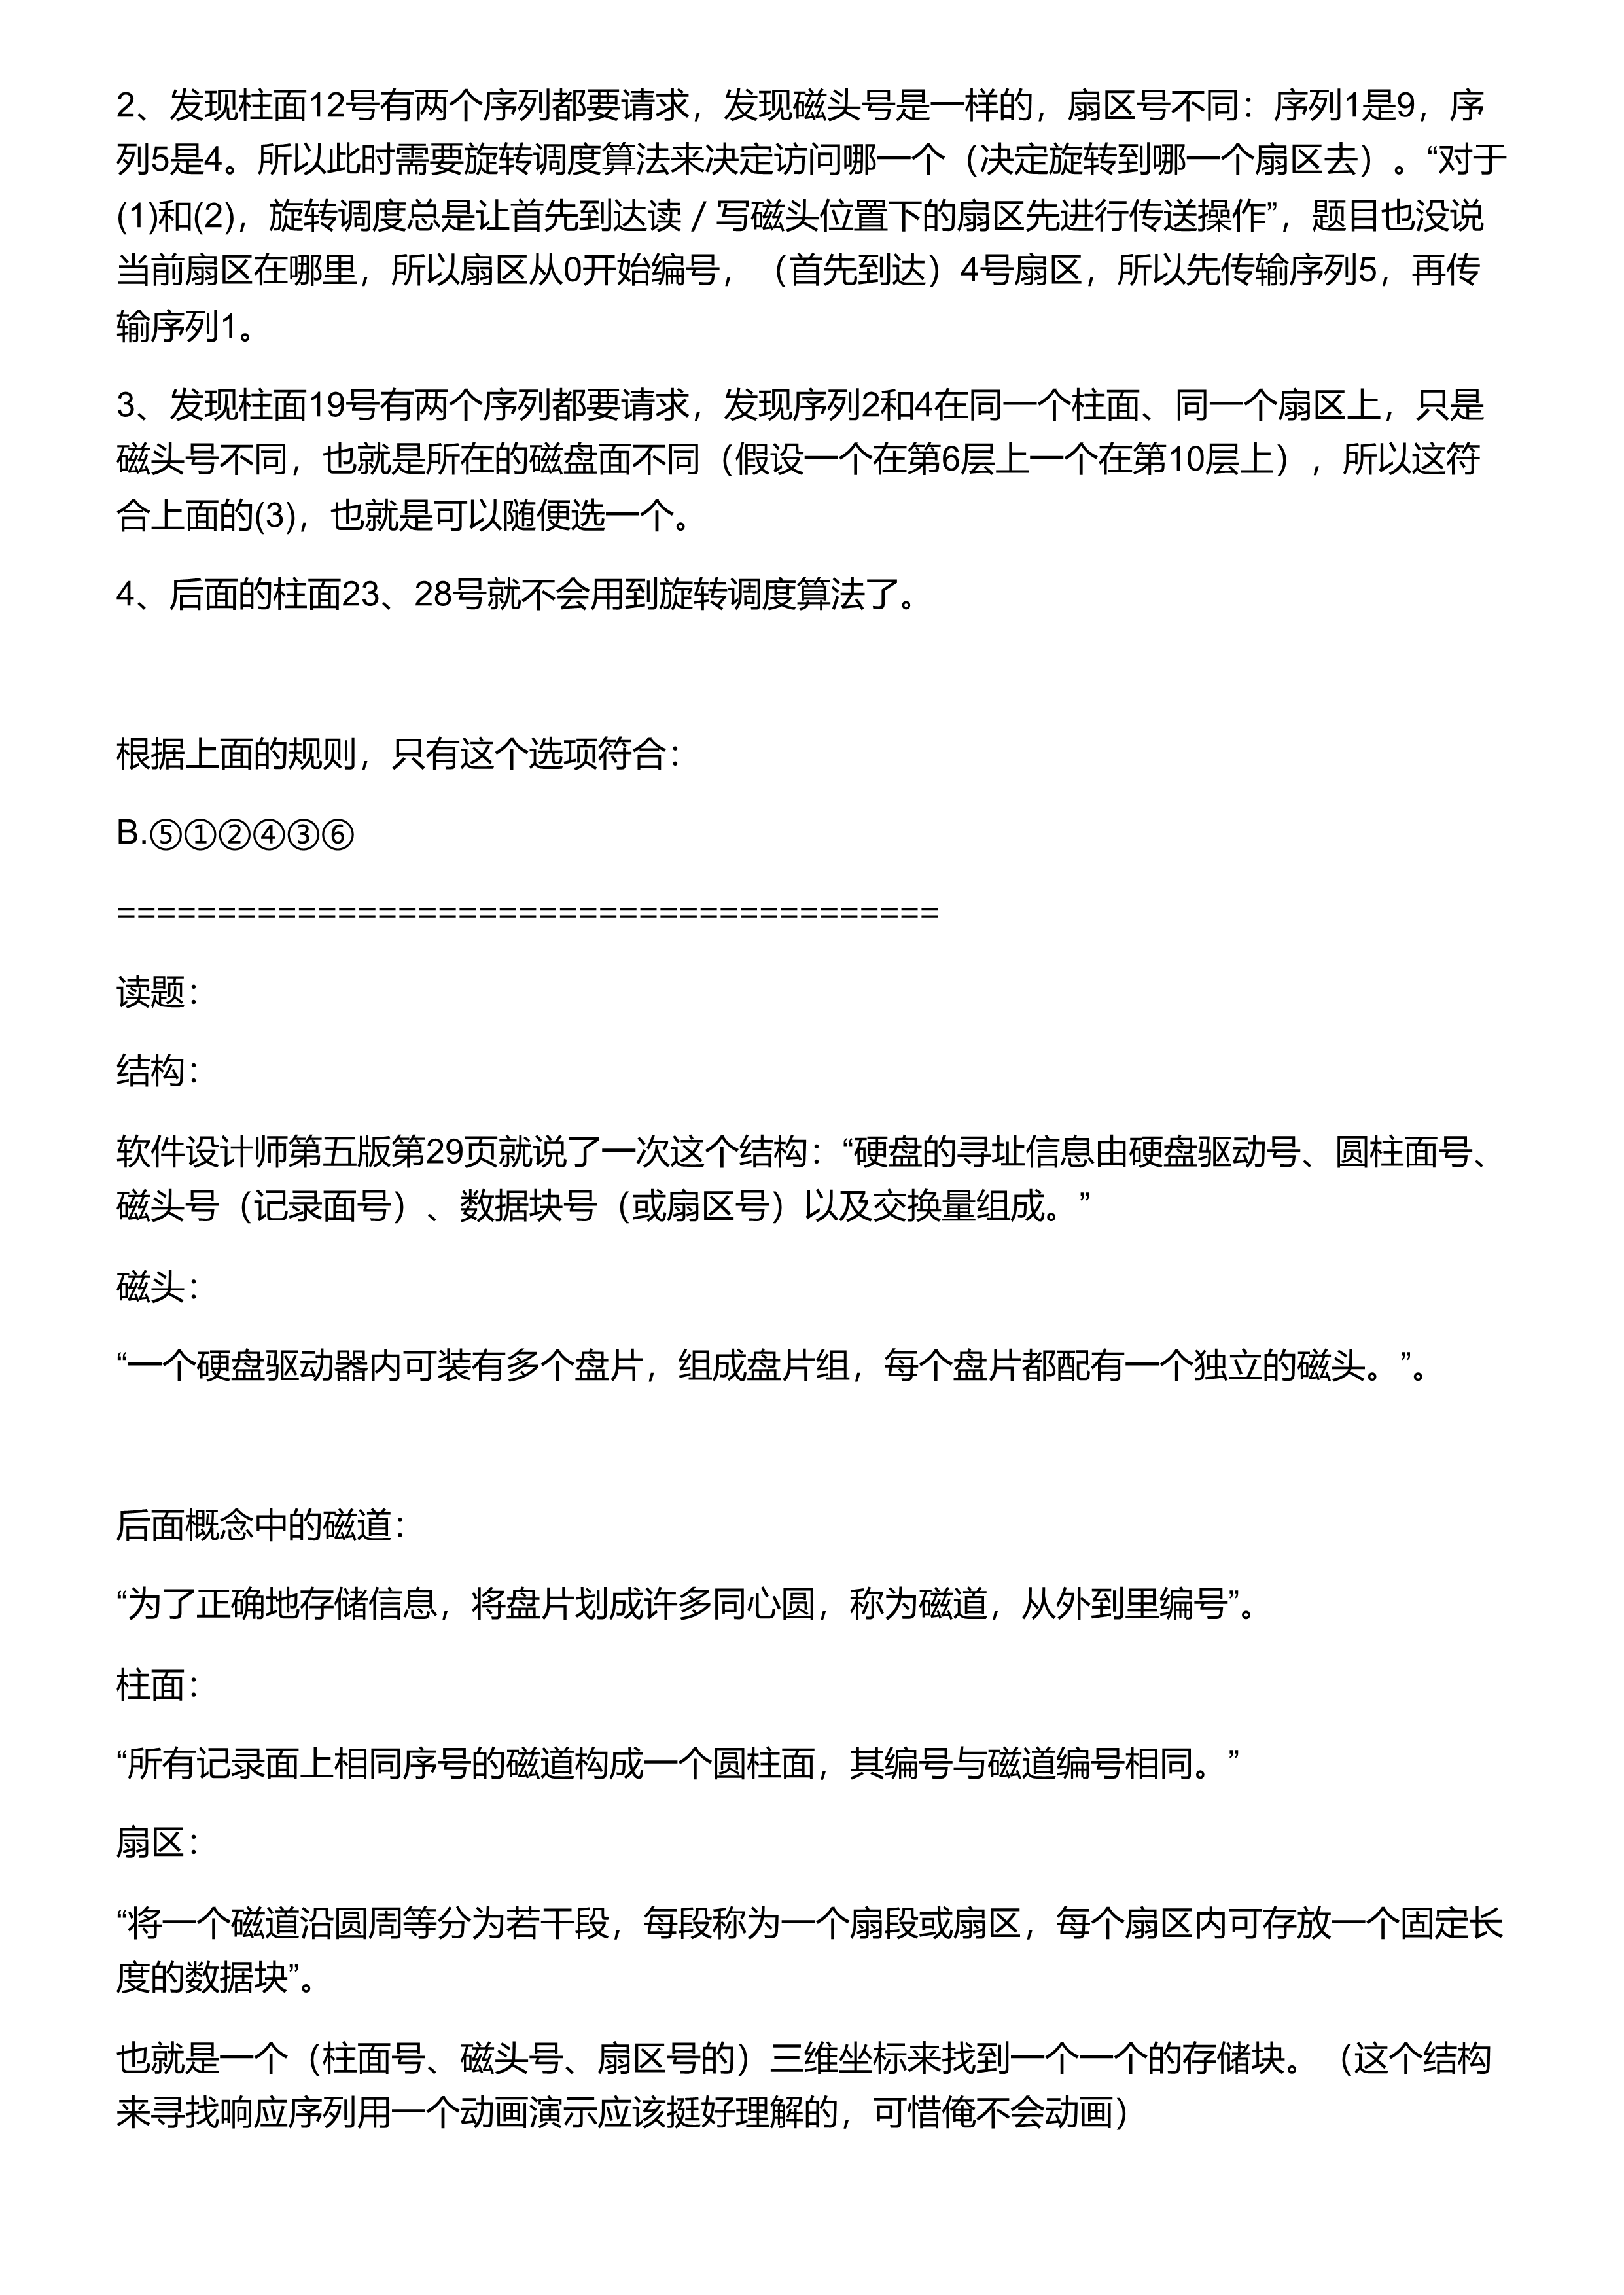 2、发现柱面12号有两个序列都要请求，发现磁头号是一样的，扇区号不同：序列1是9，序
列5是4。所以此时需要旋转调度算法来决定访问哪一个（决定旋转到哪一个扇区去）。“对于
(1)和(2)，旋转调度总是让首先到达读／写磁头位置下的扇区先进行传送操作”，题目也没说
当前扇区在哪里，所以扇区从0开始编号，（首先到达）4号扇区，所以先传输序列5，再传
输序列1。
3、发现柱面19号有两个序列都要请求，发现序列2和4在同一个柱面、同一个扇区上，只是
磁头号不同，也就是所在的磁盘面不同（假设一个在第6层上一个在第10层上），所以这符
合上面的(3)，也就是可以随便选一个。
4、后面的柱面23、28号就不会用到旋转调度算法了。
根据上面的规则，只有这个选项符合：
B.⑤①②④③⑥
=========================================
读题：
结构：
软件设计师第五版第29页就说了一次这个结构：“硬盘的寻址信息由硬盘驱动号、圆柱面号、
磁头号（记录面号）、数据块号（或扇区号）以及交换量组成。”
磁头：
“一个硬盘驱动器内可装有多个盘片，组成盘片组，每个盘片都配有一个独立的磁头。”。
后面概念中的磁道：
“为了正确地存储信息，将盘片划成许多同心圆，称为磁道，从外到里编号”。
柱面：
“所有记录面上相同序号的磁道构成一个圆柱面，其编号与磁道编号相同。”
扇区：
“将一个磁道沿圆周等分为若干段，每段称为一个扇段或扇区，每个扇区内可存放一个固定长
度的数据块”。
也就是一个（柱面号、磁头号、扇区号的）三维坐标来找到一个一个的存储块。（这个结构
来寻找响应序列用一个动画演示应该挺好理解的，可惜俺不会动画）